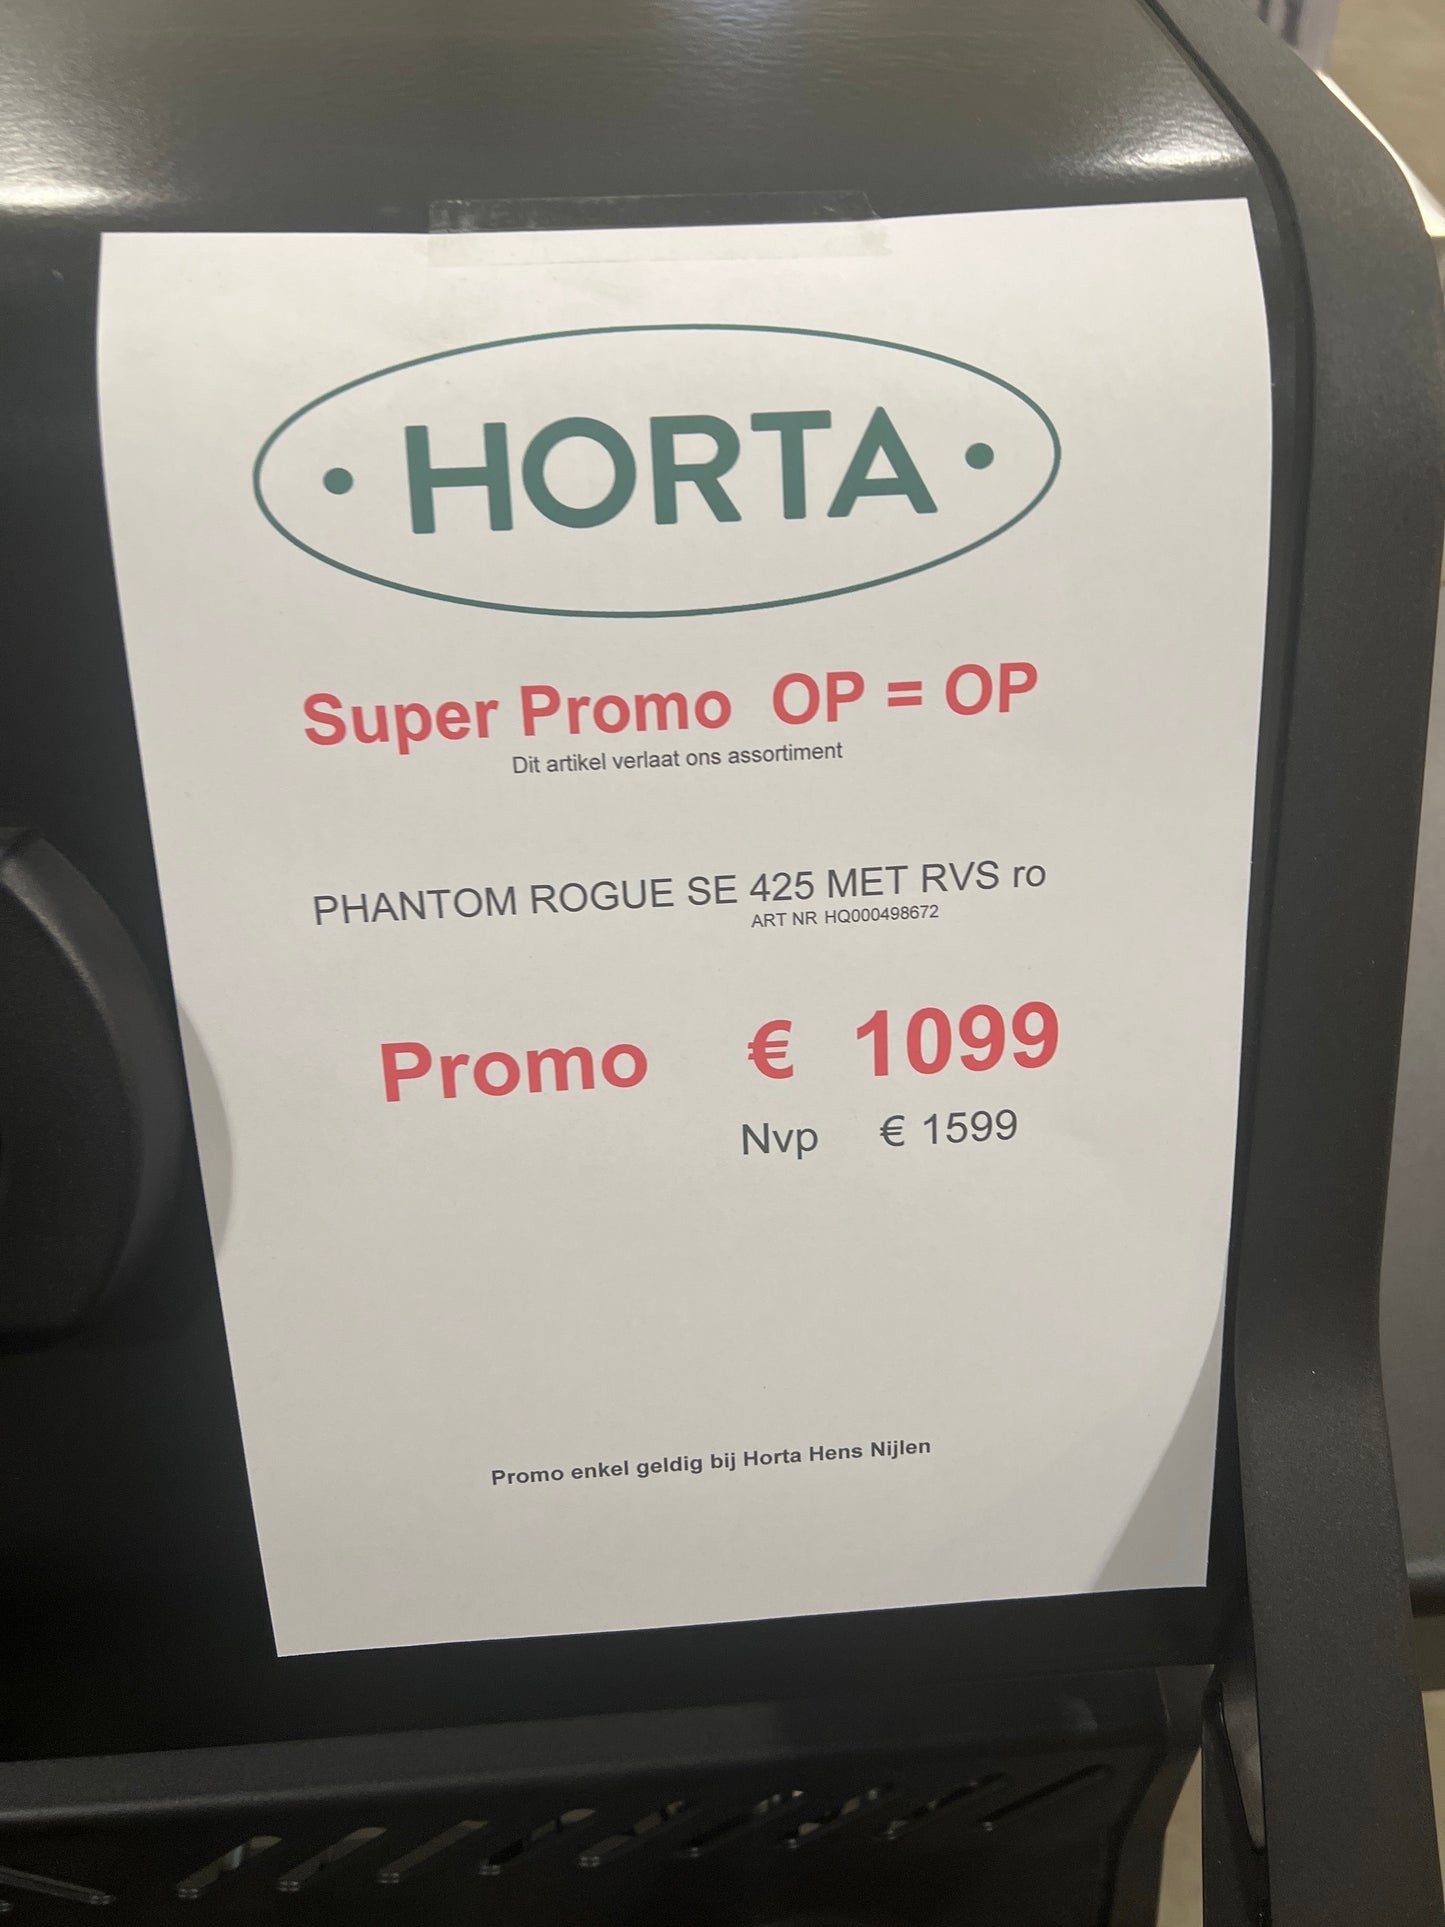 · HORTA ·
Super Promo OP = OP
Dit artikel verlaat ons assortiment
PHANTOM ROGUE SE 425 MET RVS ro
ART NR HQ000498672
Promo € 1099
Nvp € 1599
Promo enkel geldig bij Horta Hens Nijlen